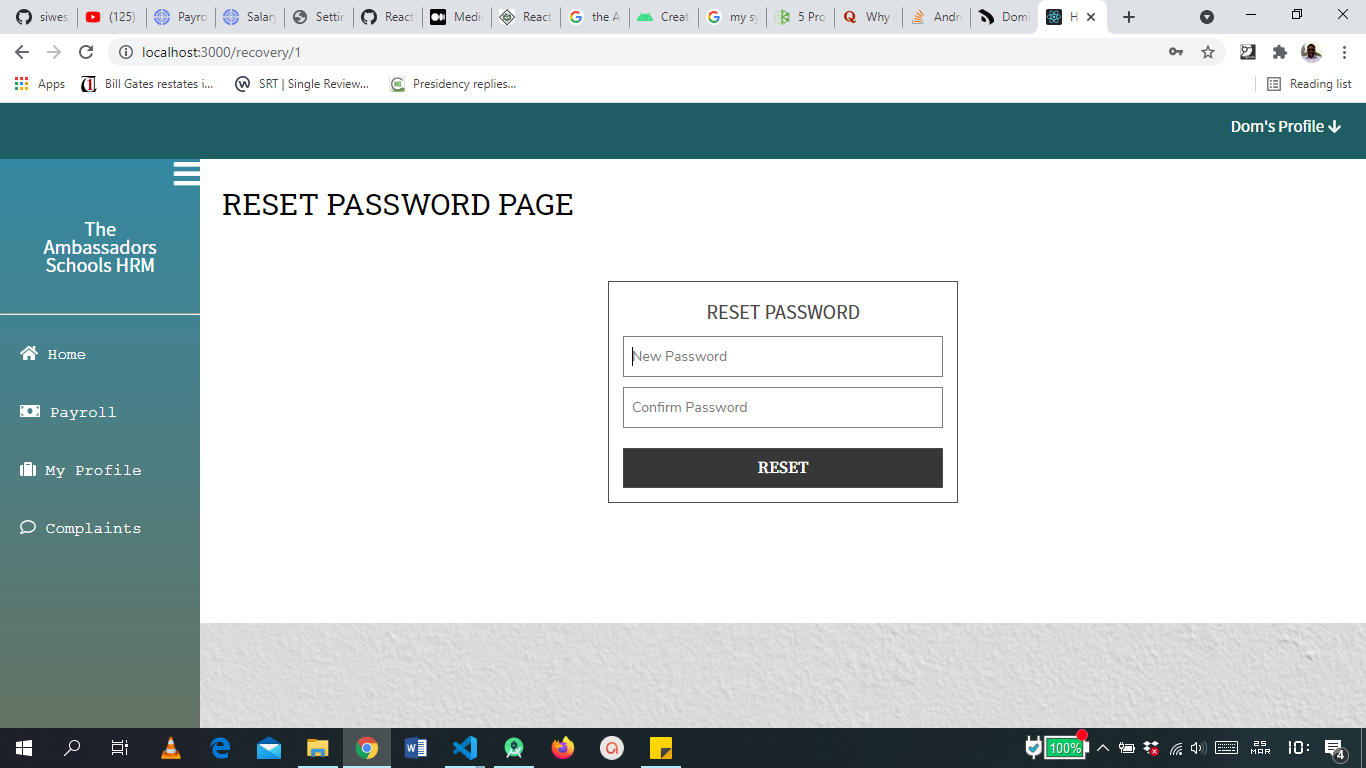 siwes
(125)
Payro
Salary
Settin
React
Medi
React
the A
Creat
my sy
5 Pro
Why
Andr
Dom
H
localhost:3000/recovery/1
Apps
Bill Gates restates i...
SRT | Single Review...
Presidency replies...
Reading list
Dom's Profile
The
Ambassadors
Schools HRM
Home
Payroll
My Profile
Complaints
RESET PASSWORD PAGE
RESET PASSWORD
New Password
Confirm Password
RESET
100%
25
MAR
10:
4